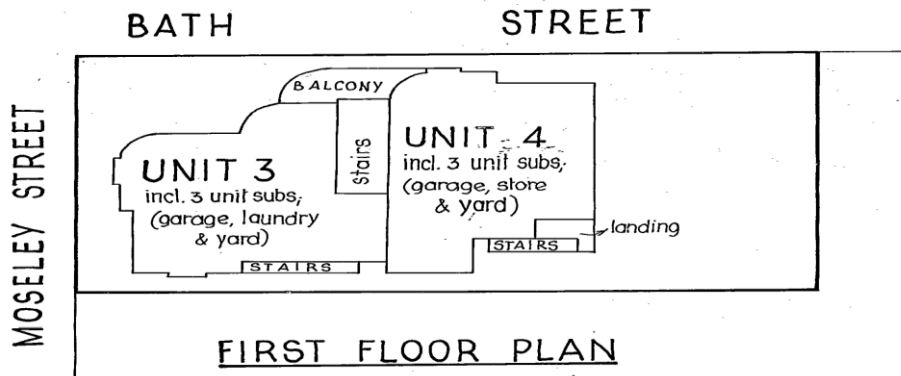 BATH STREET
MOSELEY STREET
BALCONY
stairs
UNIT 3
incl. 3 unit subs,
(garage, laundry
& yard)
STAIRS
UNIT 4
incl. 3 unit subs,
(garage, store
& yard)
landing
STAIRS
FIRST FLOOR PLAN